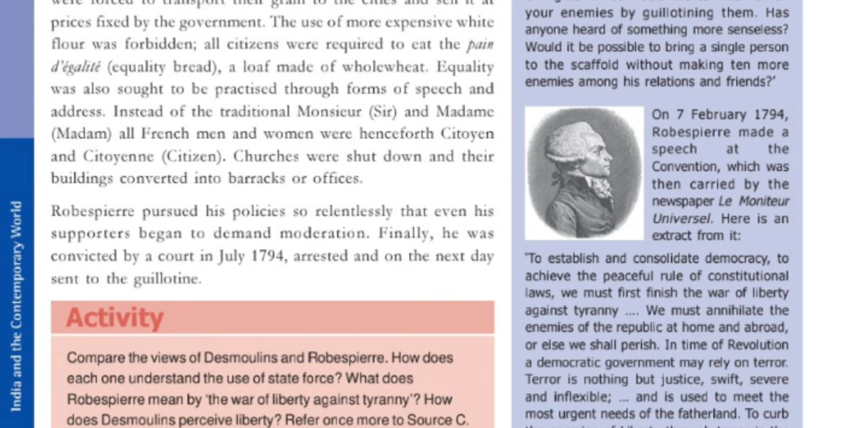 were forced to transport their grain to the cities and sell it at
prices fixed by the government. The use of more expensive white
flour was forbidden; all citizens were required to eat the pain
d'égalité (equality bread), a loaf made of wholewheat. Equality
was also sought to be practised through forms of speech and
address. Instead of the traditional Monsieur (Sir) and Madame
(Madam) all French men and women were henceforth Citoyen
and Citoyenne (Citizen). Churches were shut down and their
buildings converted into barracks or offices.
Robespierre pursued his policies so relentlessly that even his
supporters began to demand moderation. Finally, he was
convicted by a court in July 1794, arrested and on the next day
sent to the guillotine.
Activity
Compare the views of Desmoulins and Robespierre. How does
each one understand the use of state force? What does
Robespierre mean by 'the war of liberty against tyranny'? How
does Desmoulins perceive liberty? Refer once more to Source C.
your enemies by guillotining them. Has
anyone heard of something more senseless?
Would it be possible to bring a single person
to the scaffold without making ten more
enemies among his relations and friends?'
On 7 February 1794,
Robespierre made a
speech at the
Convention, which was
then carried by the
newspaper Le Moniteur
Universel. Here is an
extract from it:
'To establish and consolidate democracy, to
achieve the peaceful rule of constitutional
laws, we must first finish the war of liberty
against tyranny .... We must annihilate the
enemies of the republic at home and abroad,
or else we shall perish. In time of Revolution
a democratic government may rely on terror.
Terror is nothing but justice, swift, severe
and inflexible; ... and is used to meet the
most urgent needs of the fatherland. To curb
India and the Contemporary World